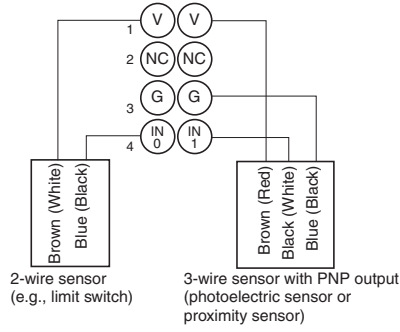 1 V V
2 NC NC
3 G G
4 IN 0 IN 1
Brown (White)
Blue (Black)
Brown (Red)
Black (White)
Blue (Black)
2-wire sensor
(e.g., limit switch)
3-wire sensor with PNP output
(photoelectric sensor or
proximity sensor)